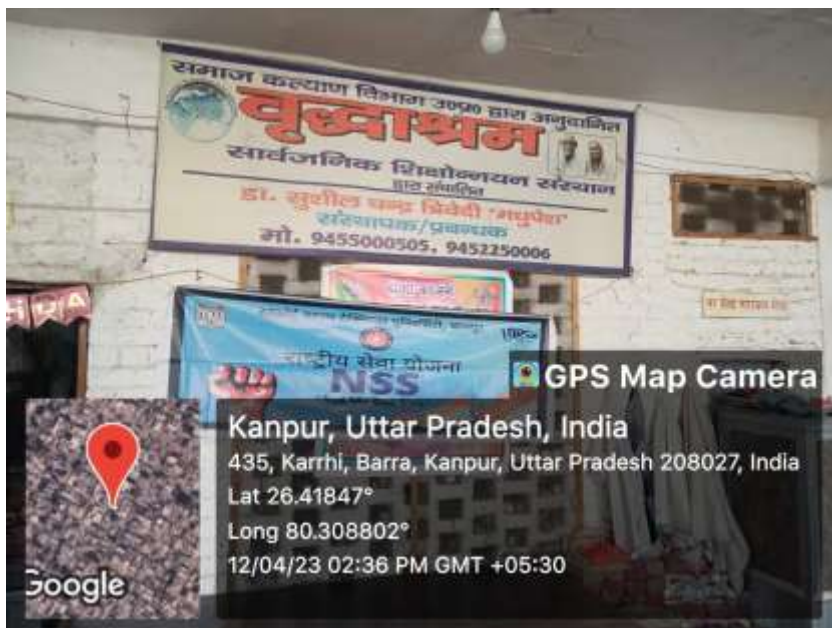 समाज कल्याण विभाग उ०प्र० द्वारा अनुदानित
वृद्धाश्रम
सार्वजनिक शिक्षोन्नयन संस्थान
द्वारा संचालित
डा. सुशील चन्द्र त्रिवेदी 'मधुपेश'
संस्थापक/प्रबन्धक
मो. 9455000505, 9452250006
राष्ट्रीय सेवा योजना
NSS
GPS Map Camera
Kanpur, Uttar Pradesh, India
435, Karrhi, Barra, Kanpur, Uttar Pradesh 208027, India
Lat 26.41847°
Long 80.308802°
12/04/23 02:36 PM GMT +05:30
Google